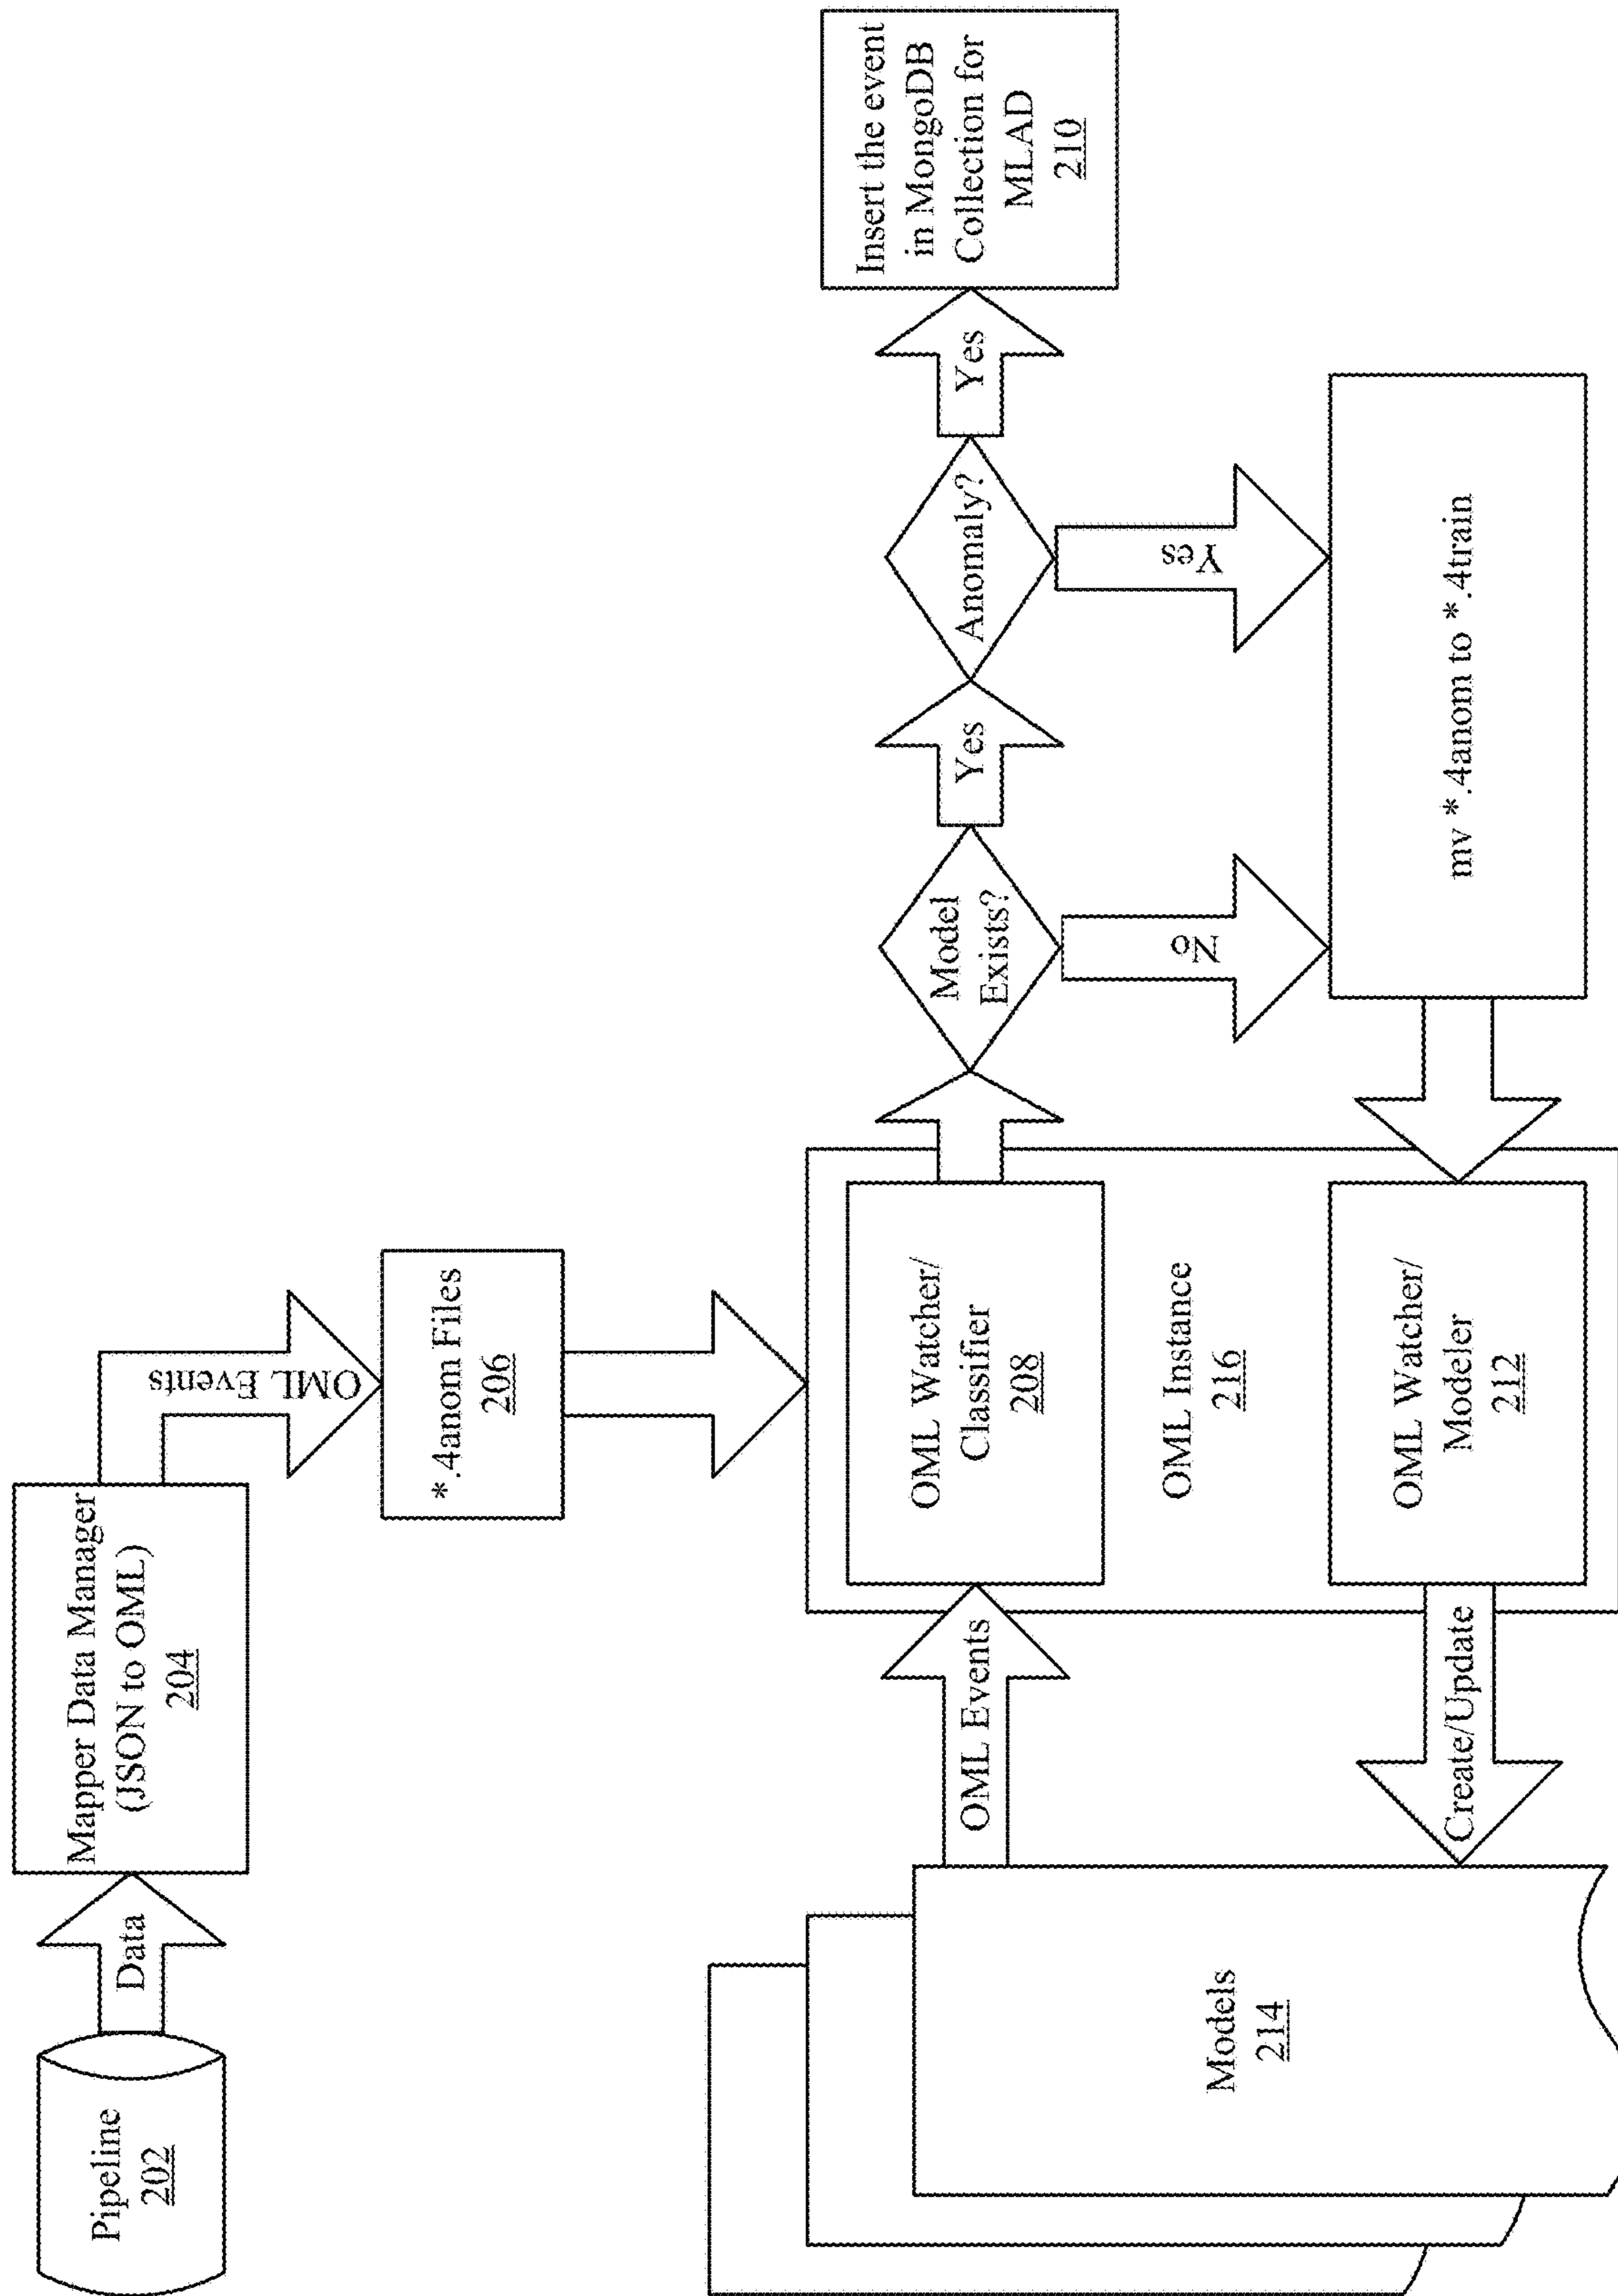 Pipeline
202
Data
Mapper Data Manager
(JSON to OML)
204
OML Events
*.4anom Files
206
Models
214
OML Events
Create/Update
OML Watcher/
Classifier
208
OML Instance
216
OML Watcher/
Modeler
212
Model
Exists?
Yes
No
Anomaly?
Yes
Yes
mv *.4anom to *.4train
Insert the event
in MongoDB
Collection for
MLAD
210